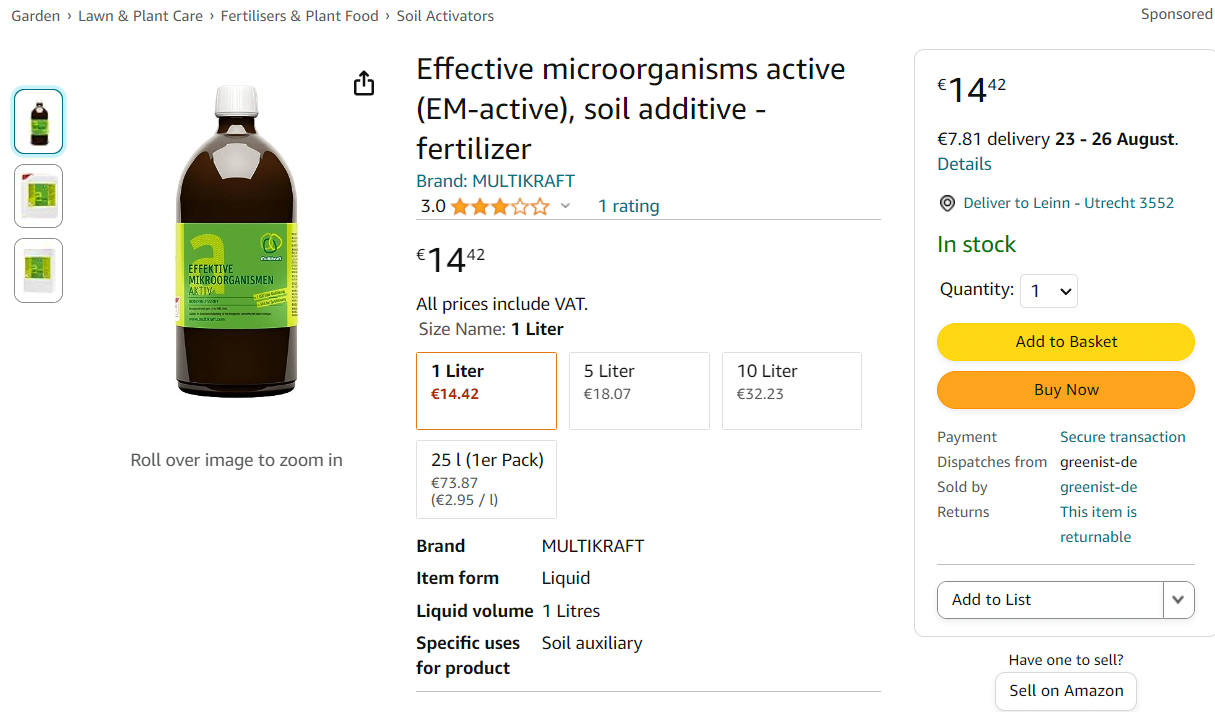 Garden › Lawn & Plant Care › Fertilisers & Plant Food › Soil Activators
Sponsored
Effective microorganisms active
(EM-active), soil additive -
fertilizer
Brand: MULTIKRAFT
3.0
1 rating
€14 42
All prices include VAT.
Size Name: 1 Liter
1 Liter
€14.42
5 Liter
€18.07
10 Liter
€32.23
25 l (1er Pack)
€73.87
(€2.95 / l)
Brand MULTIKRAFT
Item form Liquid
Liquid volume 1 Litres
Specific uses Soil auxiliary
for product
a
Multikraft
EFFEKTIVE
MIKROORGANISMEN
AKTIV
www.multikraft.com
Roll over image to zoom in
€14 42
€7.81 delivery 23 - 26 August.
Details
Deliver to Leinn - Utrecht 3552
In stock
Quantity: 1
Add to Basket
Buy Now
Payment Secure transaction
Dispatches from greenist-de
Sold by greenist-de
Returns This item is
returnable
Add to List
Have one to sell?
Sell on Amazon